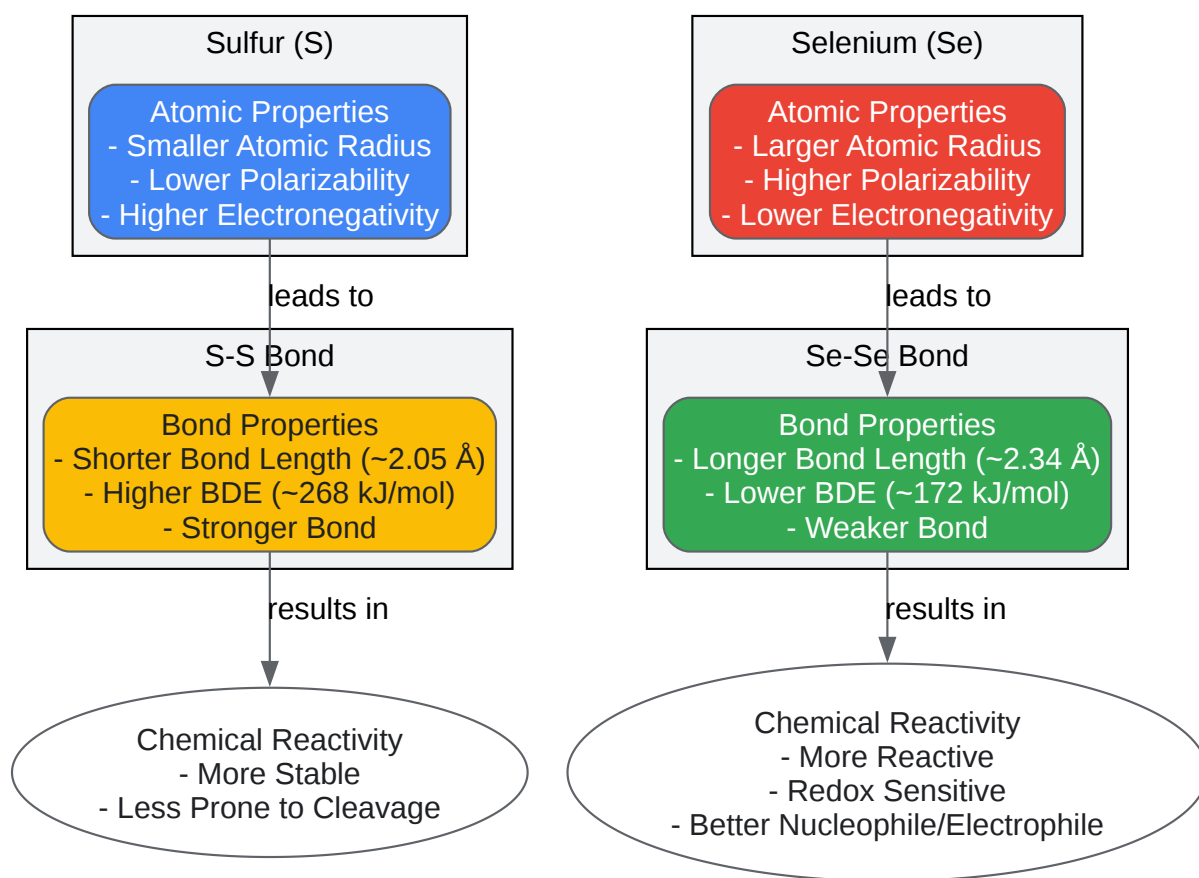 Sulfur (S)
Atomic Properties
- Smaller Atomic Radius
- Lower Polarizability
- Higher Electronegativity
leads to
S-S Bond
Bond Properties
- Shorter Bond Length (~2.05 Å)
- Higher BDE (~268 kJ/mol)
- Stronger Bond
results in
Chemical Reactivity
- More Stable
- Less Prone to Cleavage
Selenium (Se)
Atomic Properties
- Larger Atomic Radius
- Higher Polarizability
- Lower Electronegativity
leads to
Se-Se Bond
Bond Properties
- Longer Bond Length (~2.34 Å)
- Lower BDE (~172 kJ/mol)
- Weaker Bond
results in
Chemical Reactivity
- More Reactive
- Redox Sensitive
- Better Nucleophile/Electrophile